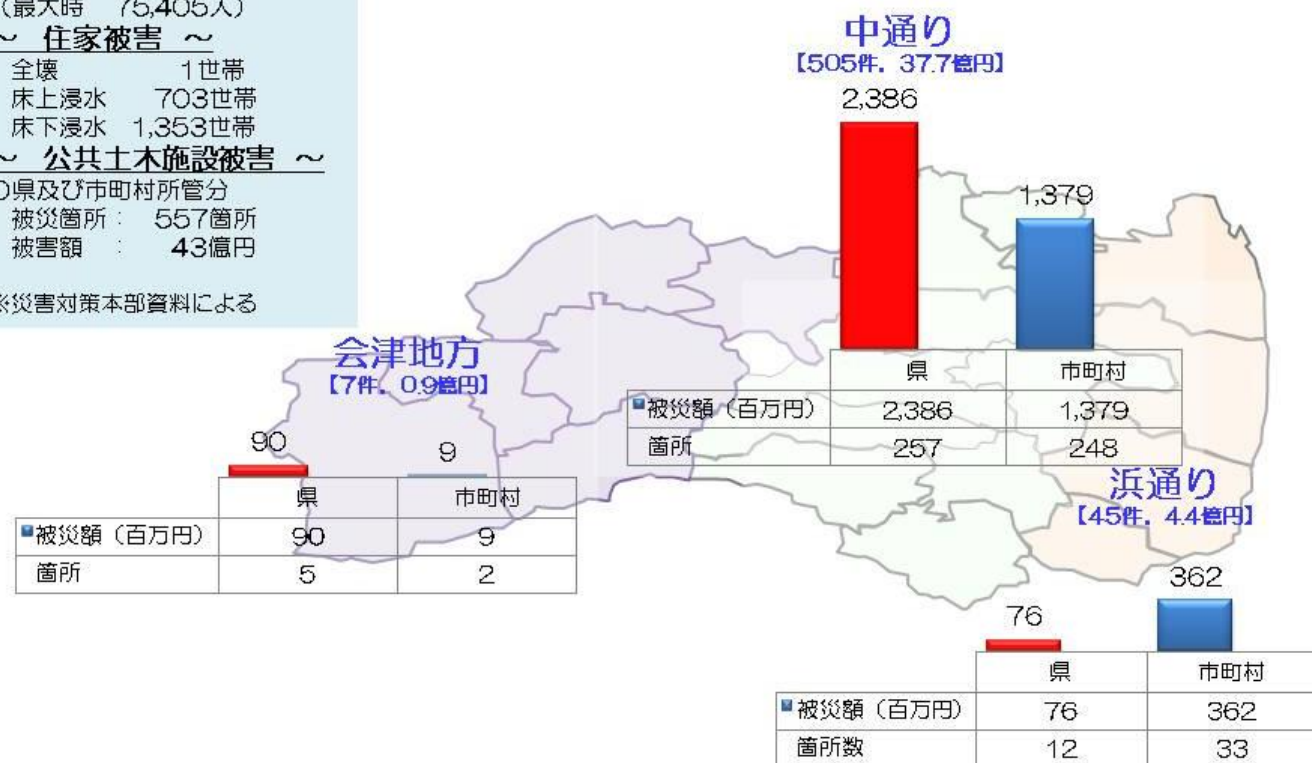 （最大時　75,405人）
～　住家被害　～
全壊　1世帯
床上浸水　703世帯
床下浸水　1,353世帯
～　公共土木施設被害　～
県及び市町村所管分
被災箇所：　557箇所
被害額　：　43億円
※災害対策本部資料による
中通り
【505件．37.7億円】
2,386
1,379
県　市町村
被災額（百万円）　2,386　1,379
箇所　257　248
会津地方
【7件．0.9億円】
90
9
県　市町村
被災額（百万円）　90　9
箇所　5　2
浜通り
【45件．4.4億円】
76
362
県　市町村
被災額（百万円）　76　362
箇所数　12　33